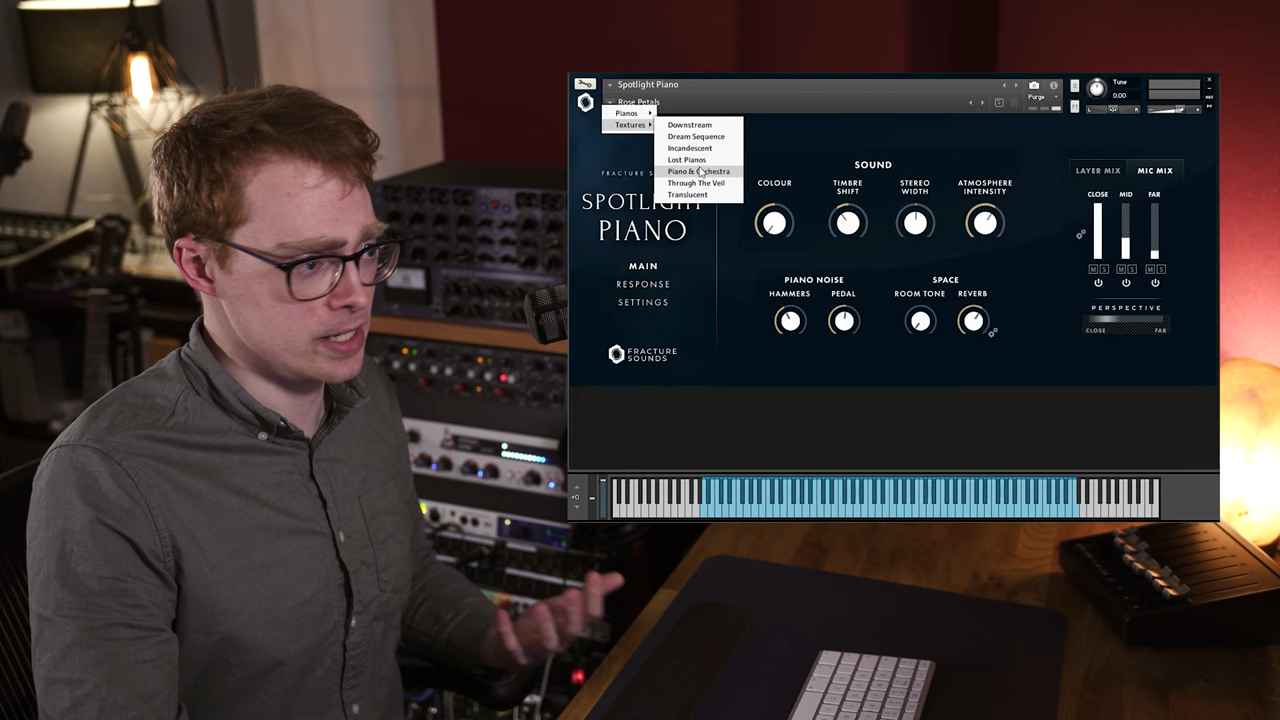 Spotlight Piano
Rose Petals
Purge
S
M
Tune
0.00
L
R
Pianos
Textures
Downstream
Dream Sequence
Incandescent
Lost Pianos
Piano & Orchestra
Through The Veil
Translucent
FRACTURE S
SPOTLIGHT
PIANO
MAIN
RESPONSE
SETTINGS
FRACTURE
SOUNDS
SOUND
COLOUR
TIMBRE
SHIFT
STEREO
WIDTH
ATMOSPHERE
INTENSITY
PIANO NOISE
HAMMERS PEDAL
SPACE
ROOM TONE REVERB
LAYER MIX MIC MIX
CLOSE MID FAR
M S M S M S
PERSPECTIVE
CLOSE FAR
+0